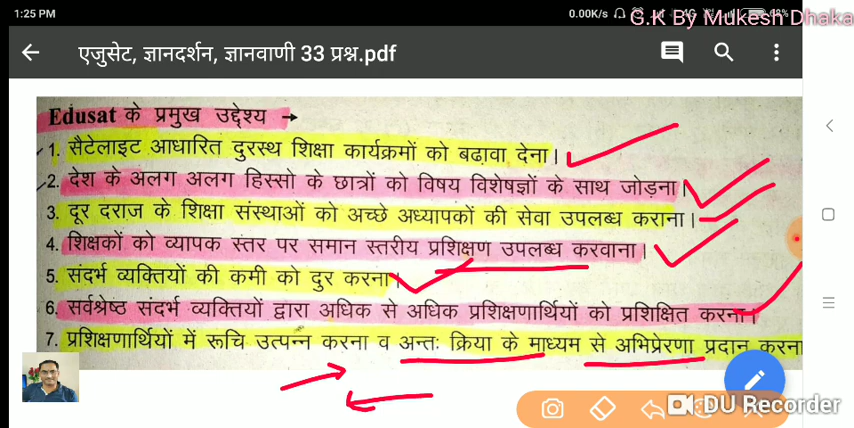 1:25 PM 0.00K/s 4G 68%
G.K By Mukesh Dhaka
एजुसेट, ज्ञानदर्शन, ज्ञानवाणी 33 प्रश्न.pdf
Edusat के प्रमुख उद्देश्य →
1. सैटेलाइट आधारित दुरस्थ शिक्षा कार्यक्रमों को बढावा देना।
2. देश के अलग अलग हिस्सो के छात्रों को विषय विशेषज्ञों के साथ जोड़ना।
3. दूर दराज के शिक्षा संस्थाओं को अच्छे अध्यापकों की सेवा उपलब्ध कराना।
4. शिक्षकों को व्यापक स्तर पर समान स्तरीय प्रशिक्षण उपलब्ध करवाना।
5. संदर्भ व्यक्तियों की कमी को दुर करना।
6. सर्वश्रेष्ठ संदर्भ व्यक्तियों द्वारा अधिक से अधिक प्रशिक्षणार्थियों को प्रशिक्षित करना।
7. प्रशिक्षणार्थियों में रूचि उत्पन्न करना व अन्तः क्रिया के माध्यम से अभिप्रेरणा प्रदान करना
DU Recorder